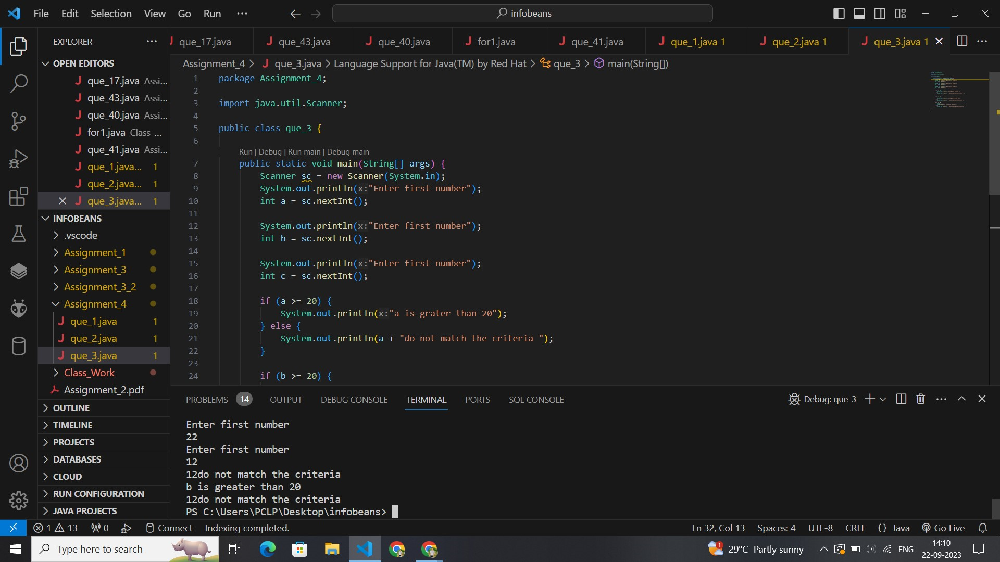 File Edit Selection View Go Run ··· infobeans
EXPLORER ···
OPEN EDITORS
que_17.java Assi...
que_43.java Assi...
que_40.java Assi...
for1.java Class_...
que_41.java Assi...
que_1.java... 1
que_2.java... 1
que_3.java... 1
INFOBEANS
.vscode
Assignment_1
Assignment_3
Assignment_3_2
Assignment_4
que_1.java 1
que_2.java 1
que_3.java 1
Class_Work
Assignment_2.pdf
OUTLINE
TIMELINE
PROJECTS
DATABASES
CLOUD
RUN CONFIGURATION
JAVA PROJECTS
que_17.java que_43.java que_40.java for1.java que_41.java que_1.java 1 que_2.java 1 que_3.java 1
Assignment_4 > que_3.java > Language Support for Java(TM) by Red Hat > que_3 > main(String[])
1 package Assignment_4;
2
3 import java.util.Scanner;
4
5 public class que_3 {
6
Run | Debug | Run main | Debug main
7 public static void main(String[] args) {
8 Scanner sc = new Scanner(System.in);
9 System.out.println(x:"Enter first number");
10 int a = sc.nextInt();
11
12 System.out.println(x:"Enter first number");
13 int b = sc.nextInt();
14
15 System.out.println(x:"Enter first number");
16 int c = sc.nextInt();
17
18 if (a >= 20) {
19 System.out.println(x:"a is grater than 20");
20 } else {
21 System.out.println(a + "do not match the criteria ");
22 }
23
24 if (b >= 20) {
PROBLEMS 14 OUTPUT DEBUG CONSOLE TERMINAL PORTS SQL CONSOLE Debug: que_3
Enter first number
22
Enter first number
12
12do not match the criteria
b is greater than 20
12do not match the criteria
PS C:\Users\PCLP\Desktop\infobeans>
1 13 0 Connect Indexing completed. Ln 32, Col 13 Spaces: 4 UTF-8 CRLF {} Java Go Live
Type here to search 1 29°C Partly sunny ENG 14:10
22-09-2023